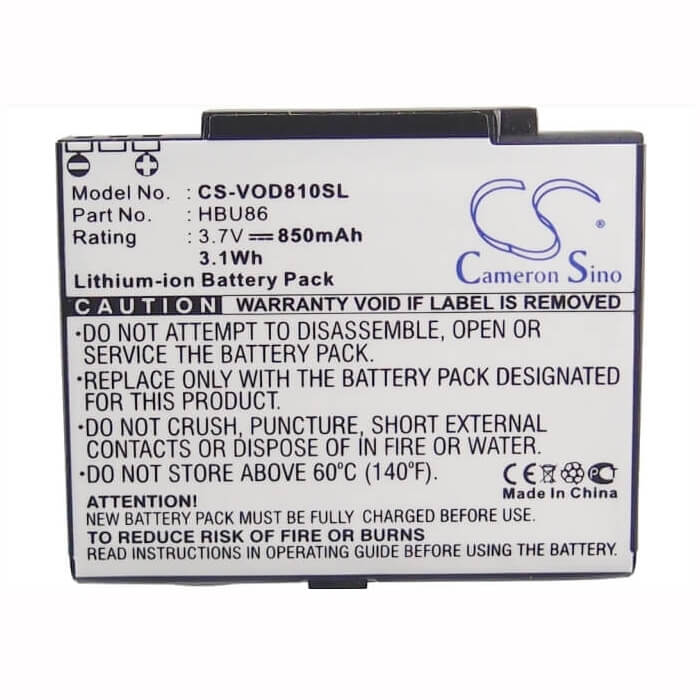 Model No. : CS-VOD810SL
Part No. : HBU86
Rating : 3.7V ⎓ 850mAh
3.1Wh
Lithium-ion Battery Pack
CS
Cameron Sino
CAUTION WARRANTY VOID IF LABEL IS REMOVED
•DO NOT ATTEMPT TO DISASSEMBLE, OPEN OR
SERVICE THE BATTERY PACK.
•REPLACE ONLY WITH THE BATTERY PACK DESIGNATED
FOR THIS PRODUCT.
•DO NOT CRUSH, PUNCTURE, SHORT EXTERNAL
CONTACTS OR DISPOSED OF IN FIRE OR WATER.
•DO NOT STORE ABOVE 60°C (140°F).
CE
Made In China
ATTENTION!
NEW BATTERY PACK MUST BE FULLY CHARGED BEFORE USE.
TO REDUCE RISK OF FIRE OR BURNS
READ INSTRUCTION IN OPERATING GUIDE BEFORE USING THE BATTERY.